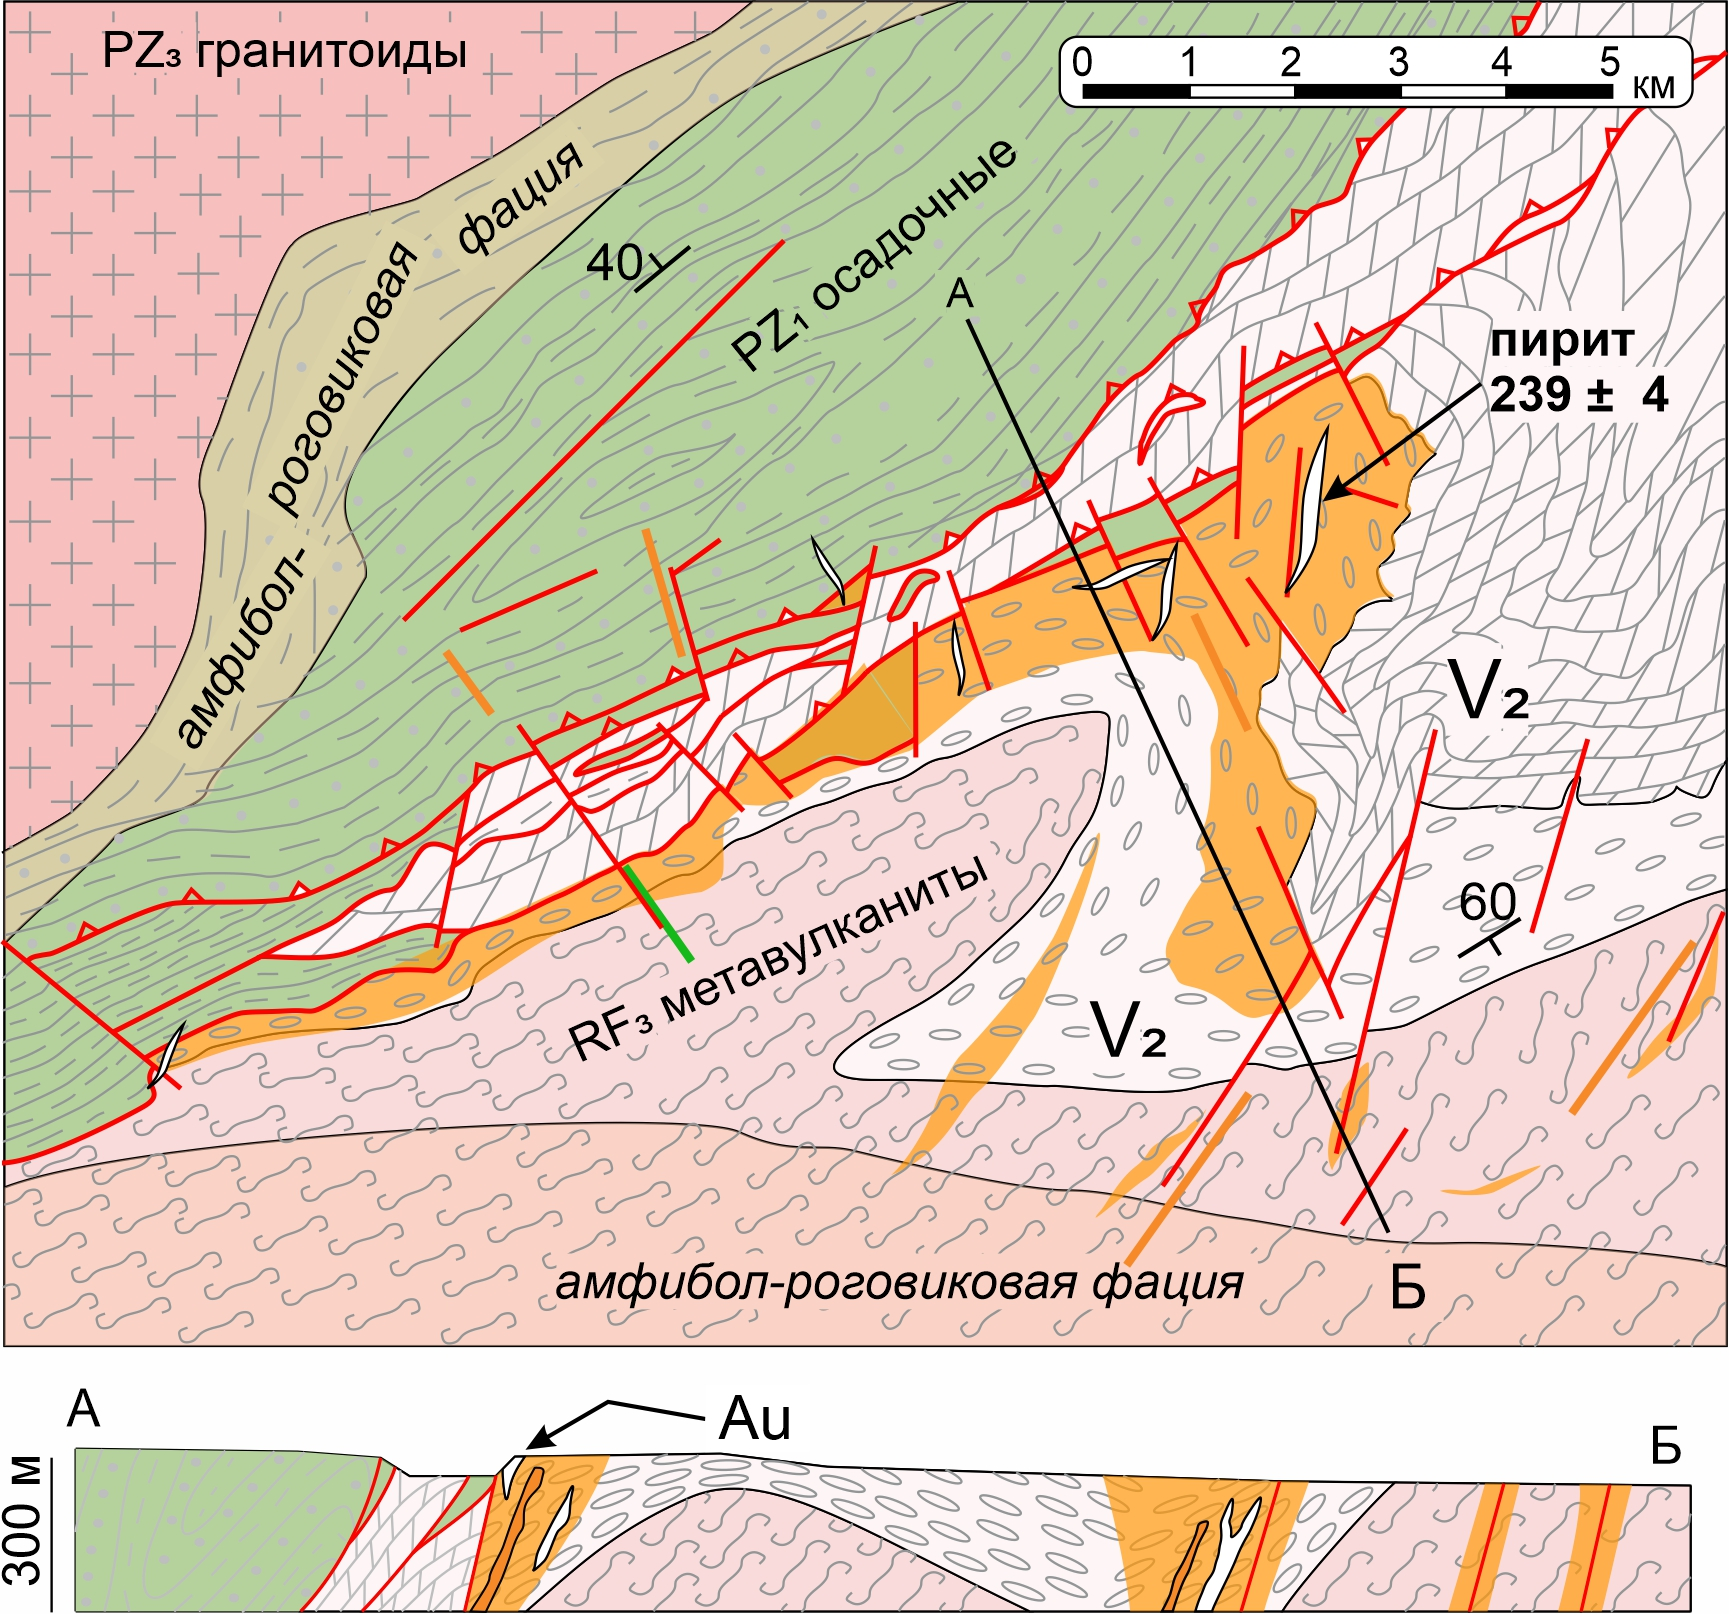 PZ₃ гранитоиды
0 1 2 3 4 5 км
амфибол-роговиковая фация
40
PZ₁ осадочные
А
пирит
239 ± 4
V₂
60
RF₃ метавулканиты
V₂
амфибол-роговиковая фация
Б
А
Au
Б
300 м